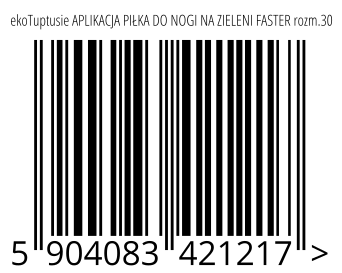 ekoTuptusie APLIKACJA PIŁKA DO NOGI NA ZIELENI FASTER rozm.30
5 904083 421217 >